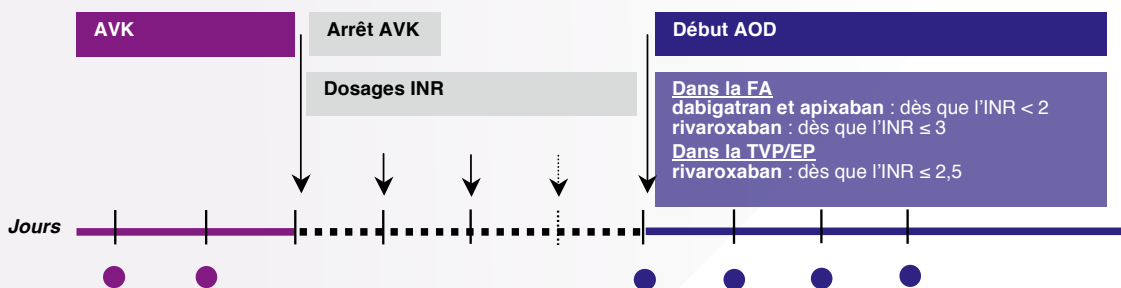 AVK
Arrêt AVK
Début AOD
Dosages INR
Dans la FA
dabigatran et apixaban : dès que l’INR < 2
rivaroxaban : dès que l’INR ≤ 3
Dans la TVP/EP
rivaroxaban : dès que l’INR ≤ 2,5
Jours